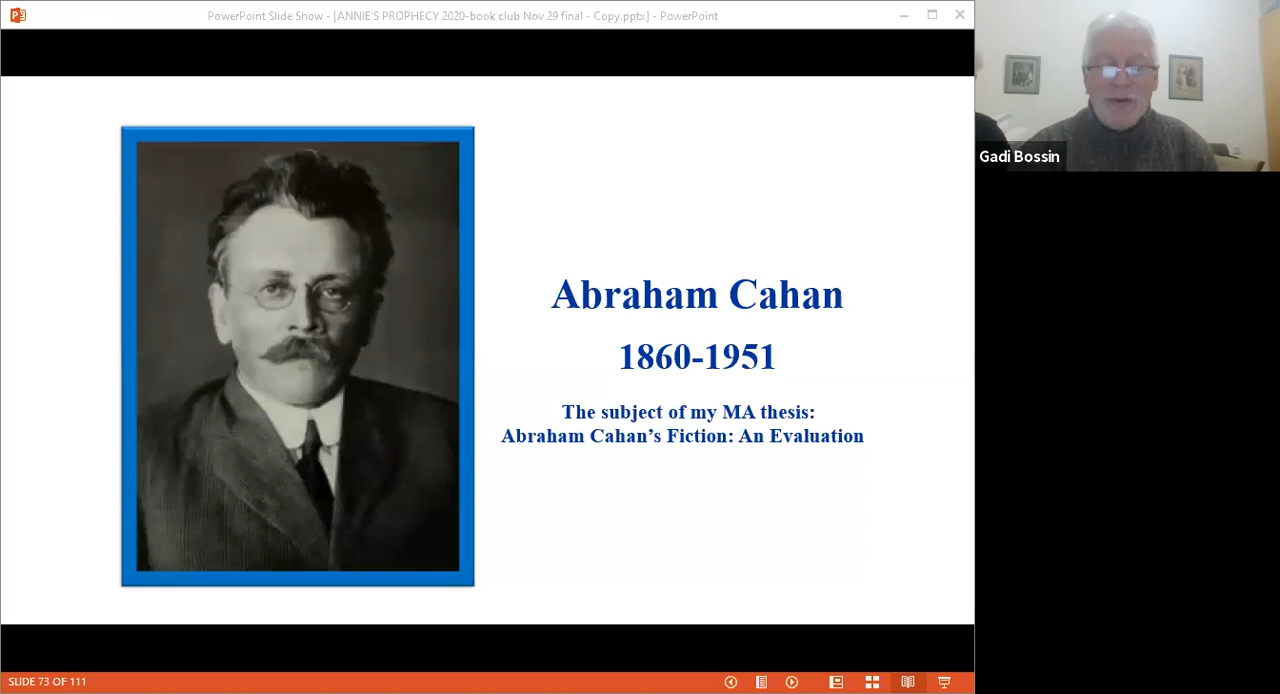 PowerPoint Slide Show - [ANNIE'S PROPHECY 2020-book club Nov 29 final - Copy.pptx] - PowerPoint
Gadi Bossin
Abraham Cahan
1860-1951
The subject of my MA thesis:
Abraham Cahan’s Fiction: An Evaluation
SLIDE 73 OF 111